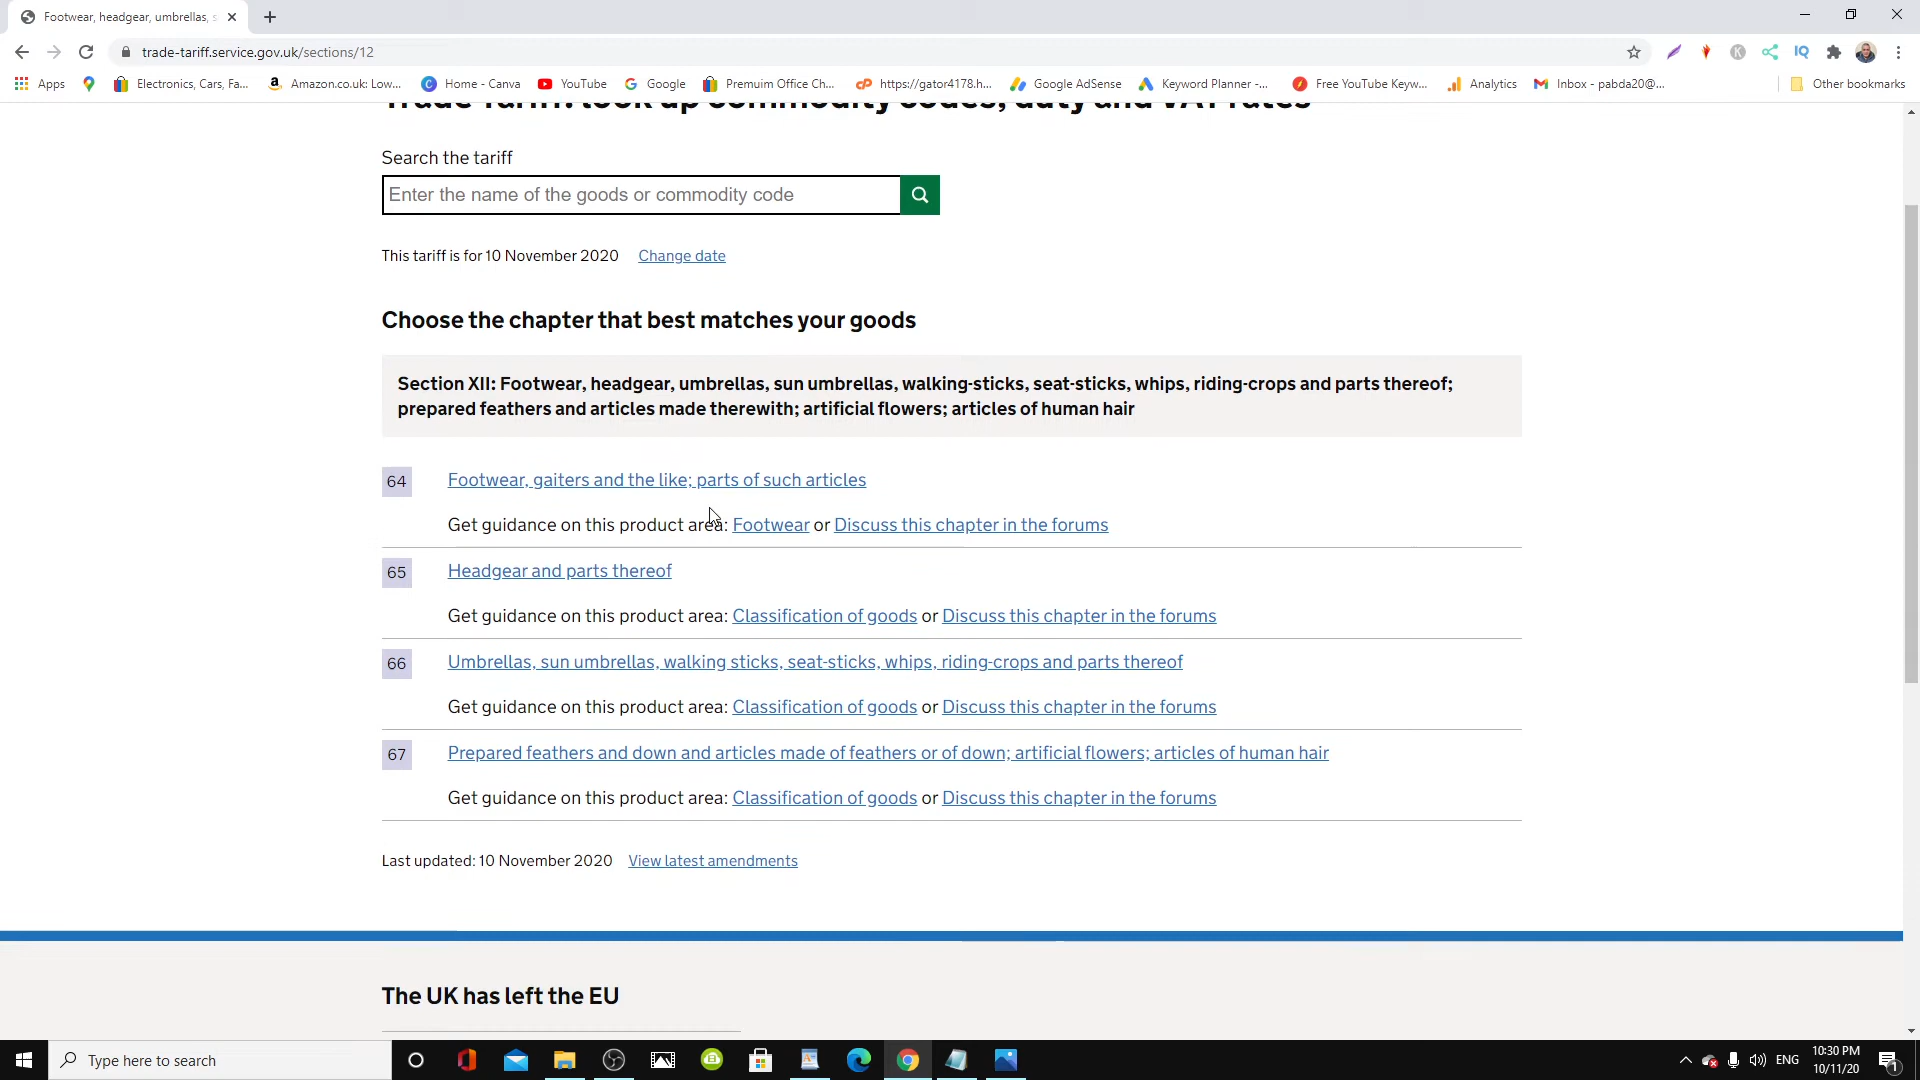 Footwear, headgear, umbrellas, s
trade-tariff.service.gov.uk/sections/12
Apps
Electronics, Cars, Fa...
Amazon.co.uk: Low...
Home - Canva
YouTube
Google
Premuim Office Ch...
https://gator4178.h...
Google AdSense
Keyword Planner -...
Free YouTube Keyw...
Analytics
Inbox - pabda20@...
Other bookmarks
Trade Tariff: look up commodity codes, duty and VAT rates
Search the tariff
Enter the name of the goods or commodity code
This tariff is for 10 November 2020 Change date
Choose the chapter that best matches your goods
Section XII: Footwear, headgear, umbrellas, sun umbrellas, walking-sticks, seat-sticks, whips, riding-crops and parts thereof;
prepared feathers and articles made therewith; artificial flowers; articles of human hair
64 Footwear, gaiters and the like; parts of such articles
Get guidance on this product area: Footwear or Discuss this chapter in the forums
65 Headgear and parts thereof
Get guidance on this product area: Classification of goods or Discuss this chapter in the forums
66 Umbrellas, sun umbrellas, walking sticks, seat-sticks, whips, riding-crops and parts thereof
Get guidance on this product area: Classification of goods or Discuss this chapter in the forums
67 Prepared feathers and down and articles made of feathers or of down; artificial flowers; articles of human hair
Get guidance on this product area: Classification of goods or Discuss this chapter in the forums
Last updated: 10 November 2020 View latest amendments
The UK has left the EU
Type here to search
ENG
10:30 PM
10/11/20
1